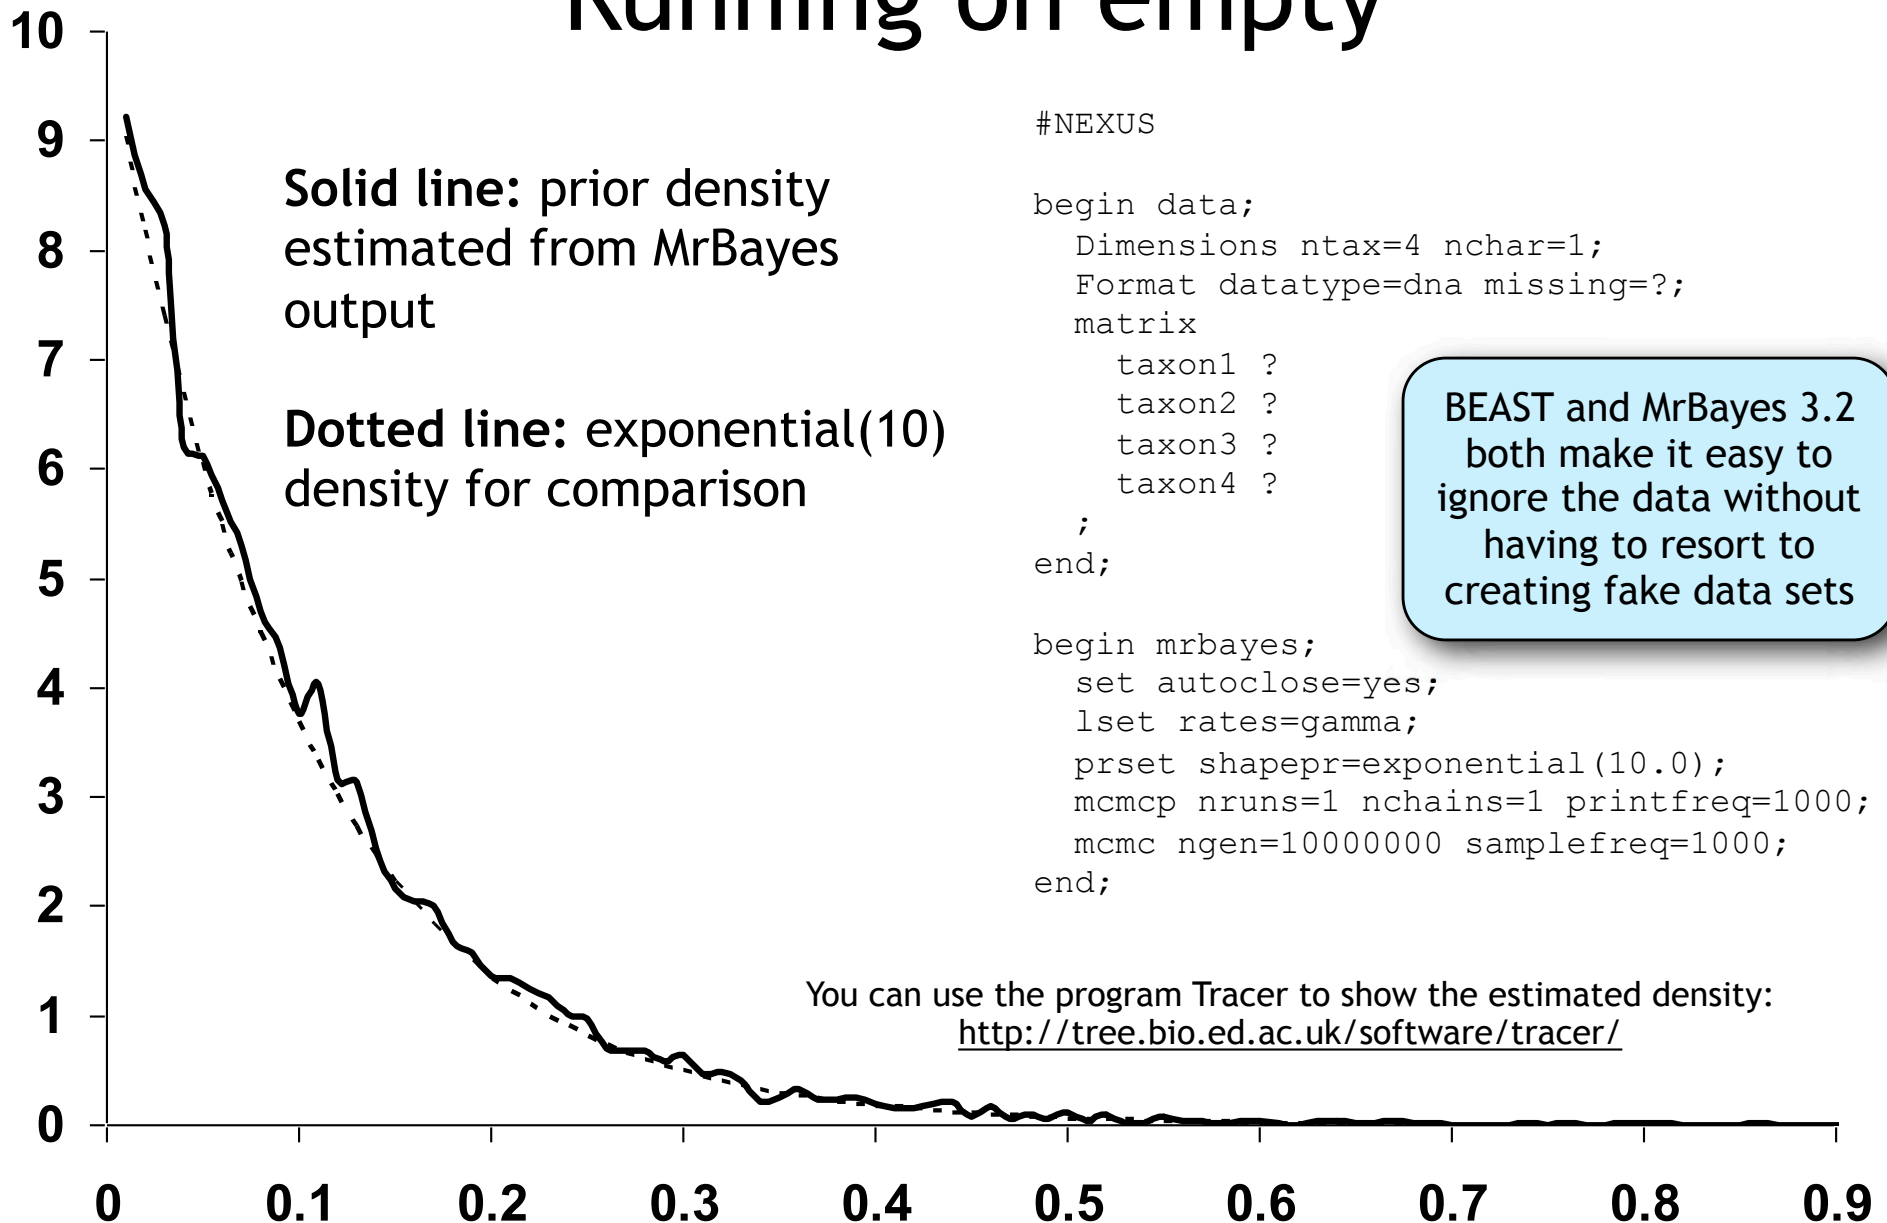 Running on empty
10
9
8
7
6
5
4
3
2
1
0
0 0.1 0.2 0.3 0.4 0.5 0.6 0.7 0.8 0.9
Solid line: prior density
estimated from MrBayes
output
Dotted line: exponential(10)
density for comparison
#NEXUS
begin data;
Dimensions ntax=4 nchar=1;
Format datatype=dna missing=?;
matrix
taxon1 ?
taxon2 ?
taxon3 ?
taxon4 ?
;
end;
begin mrbayes;
set autoclose=yes;
lset rates=gamma;
prset shapepr=exponential(10.0);
mcmcp nruns=1 nchains=1 printfreq=1000;
mcmc ngen=10000000 samplefreq=1000;
end;
BEAST and MrBayes 3.2
both make it easy to
ignore the data without
having to resort to
creating fake data sets
You can use the program Tracer to show the estimated density:
http://tree.bio.ed.ac.uk/software/tracer/